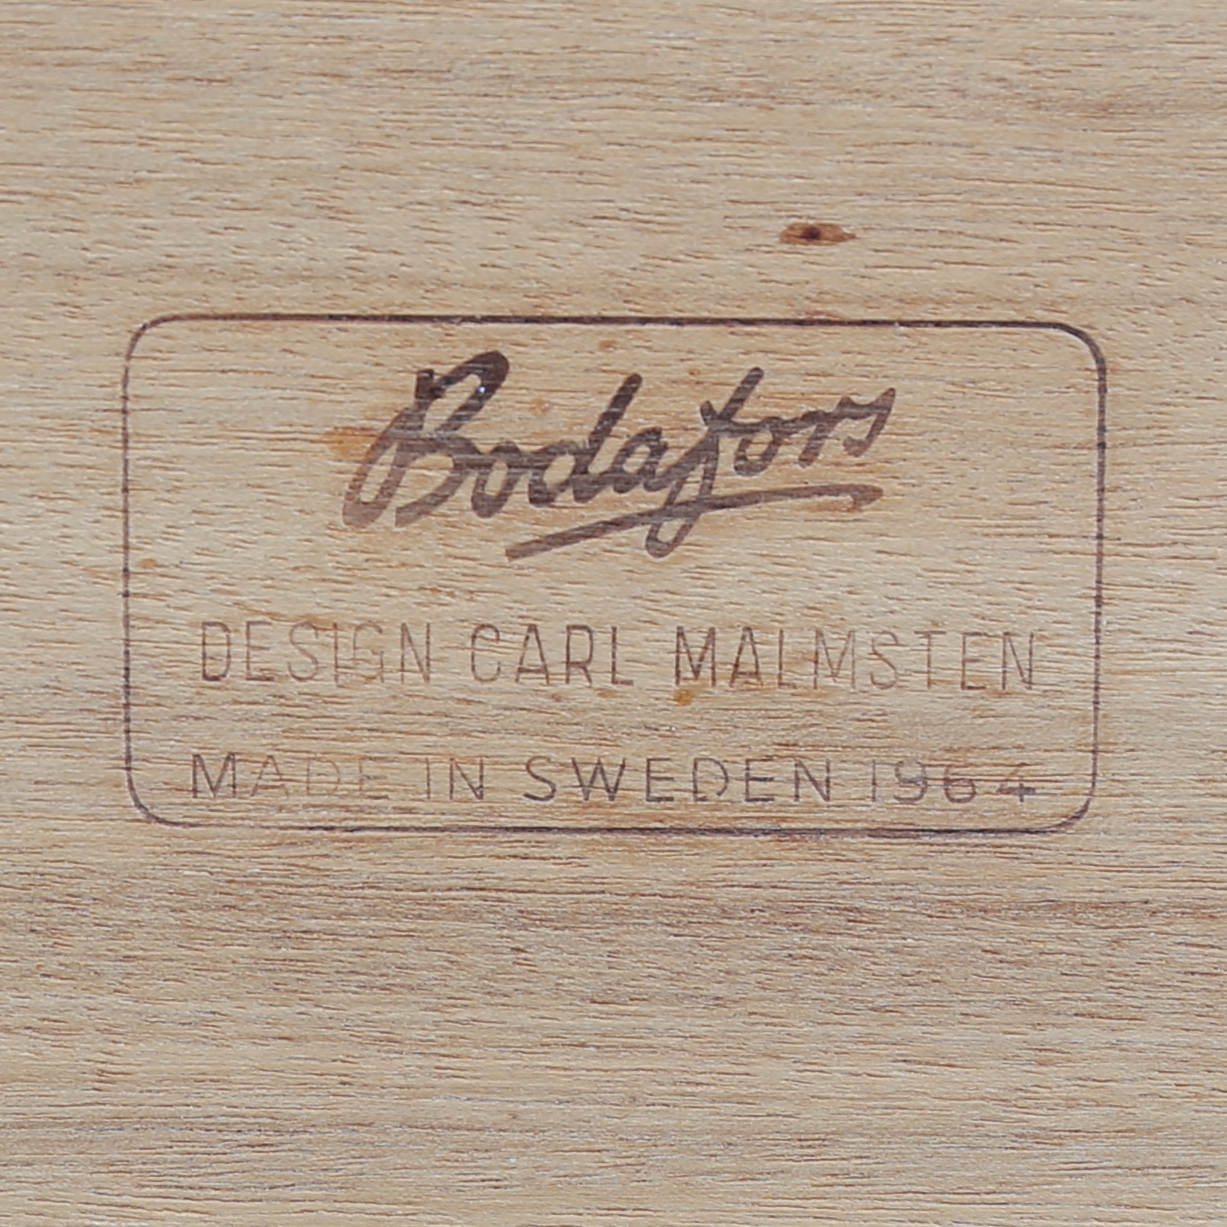 Bodafors
DESIGN CARL MALMSTEN
MADE IN SWEDEN 1964